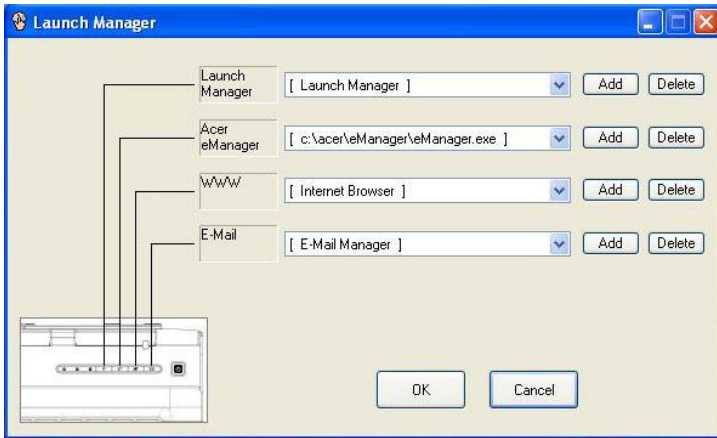 Launch Manager
Launch
Manager
[ Launch Manager ]
Add
Delete
Acer
eManager
[ c:\acer\eManager\eManager.exe ]
Add
Delete
WWW
[ Internet Browser ]
Add
Delete
E-Mail
[ E-Mail Manager ]
Add
Delete
OK
Cancel